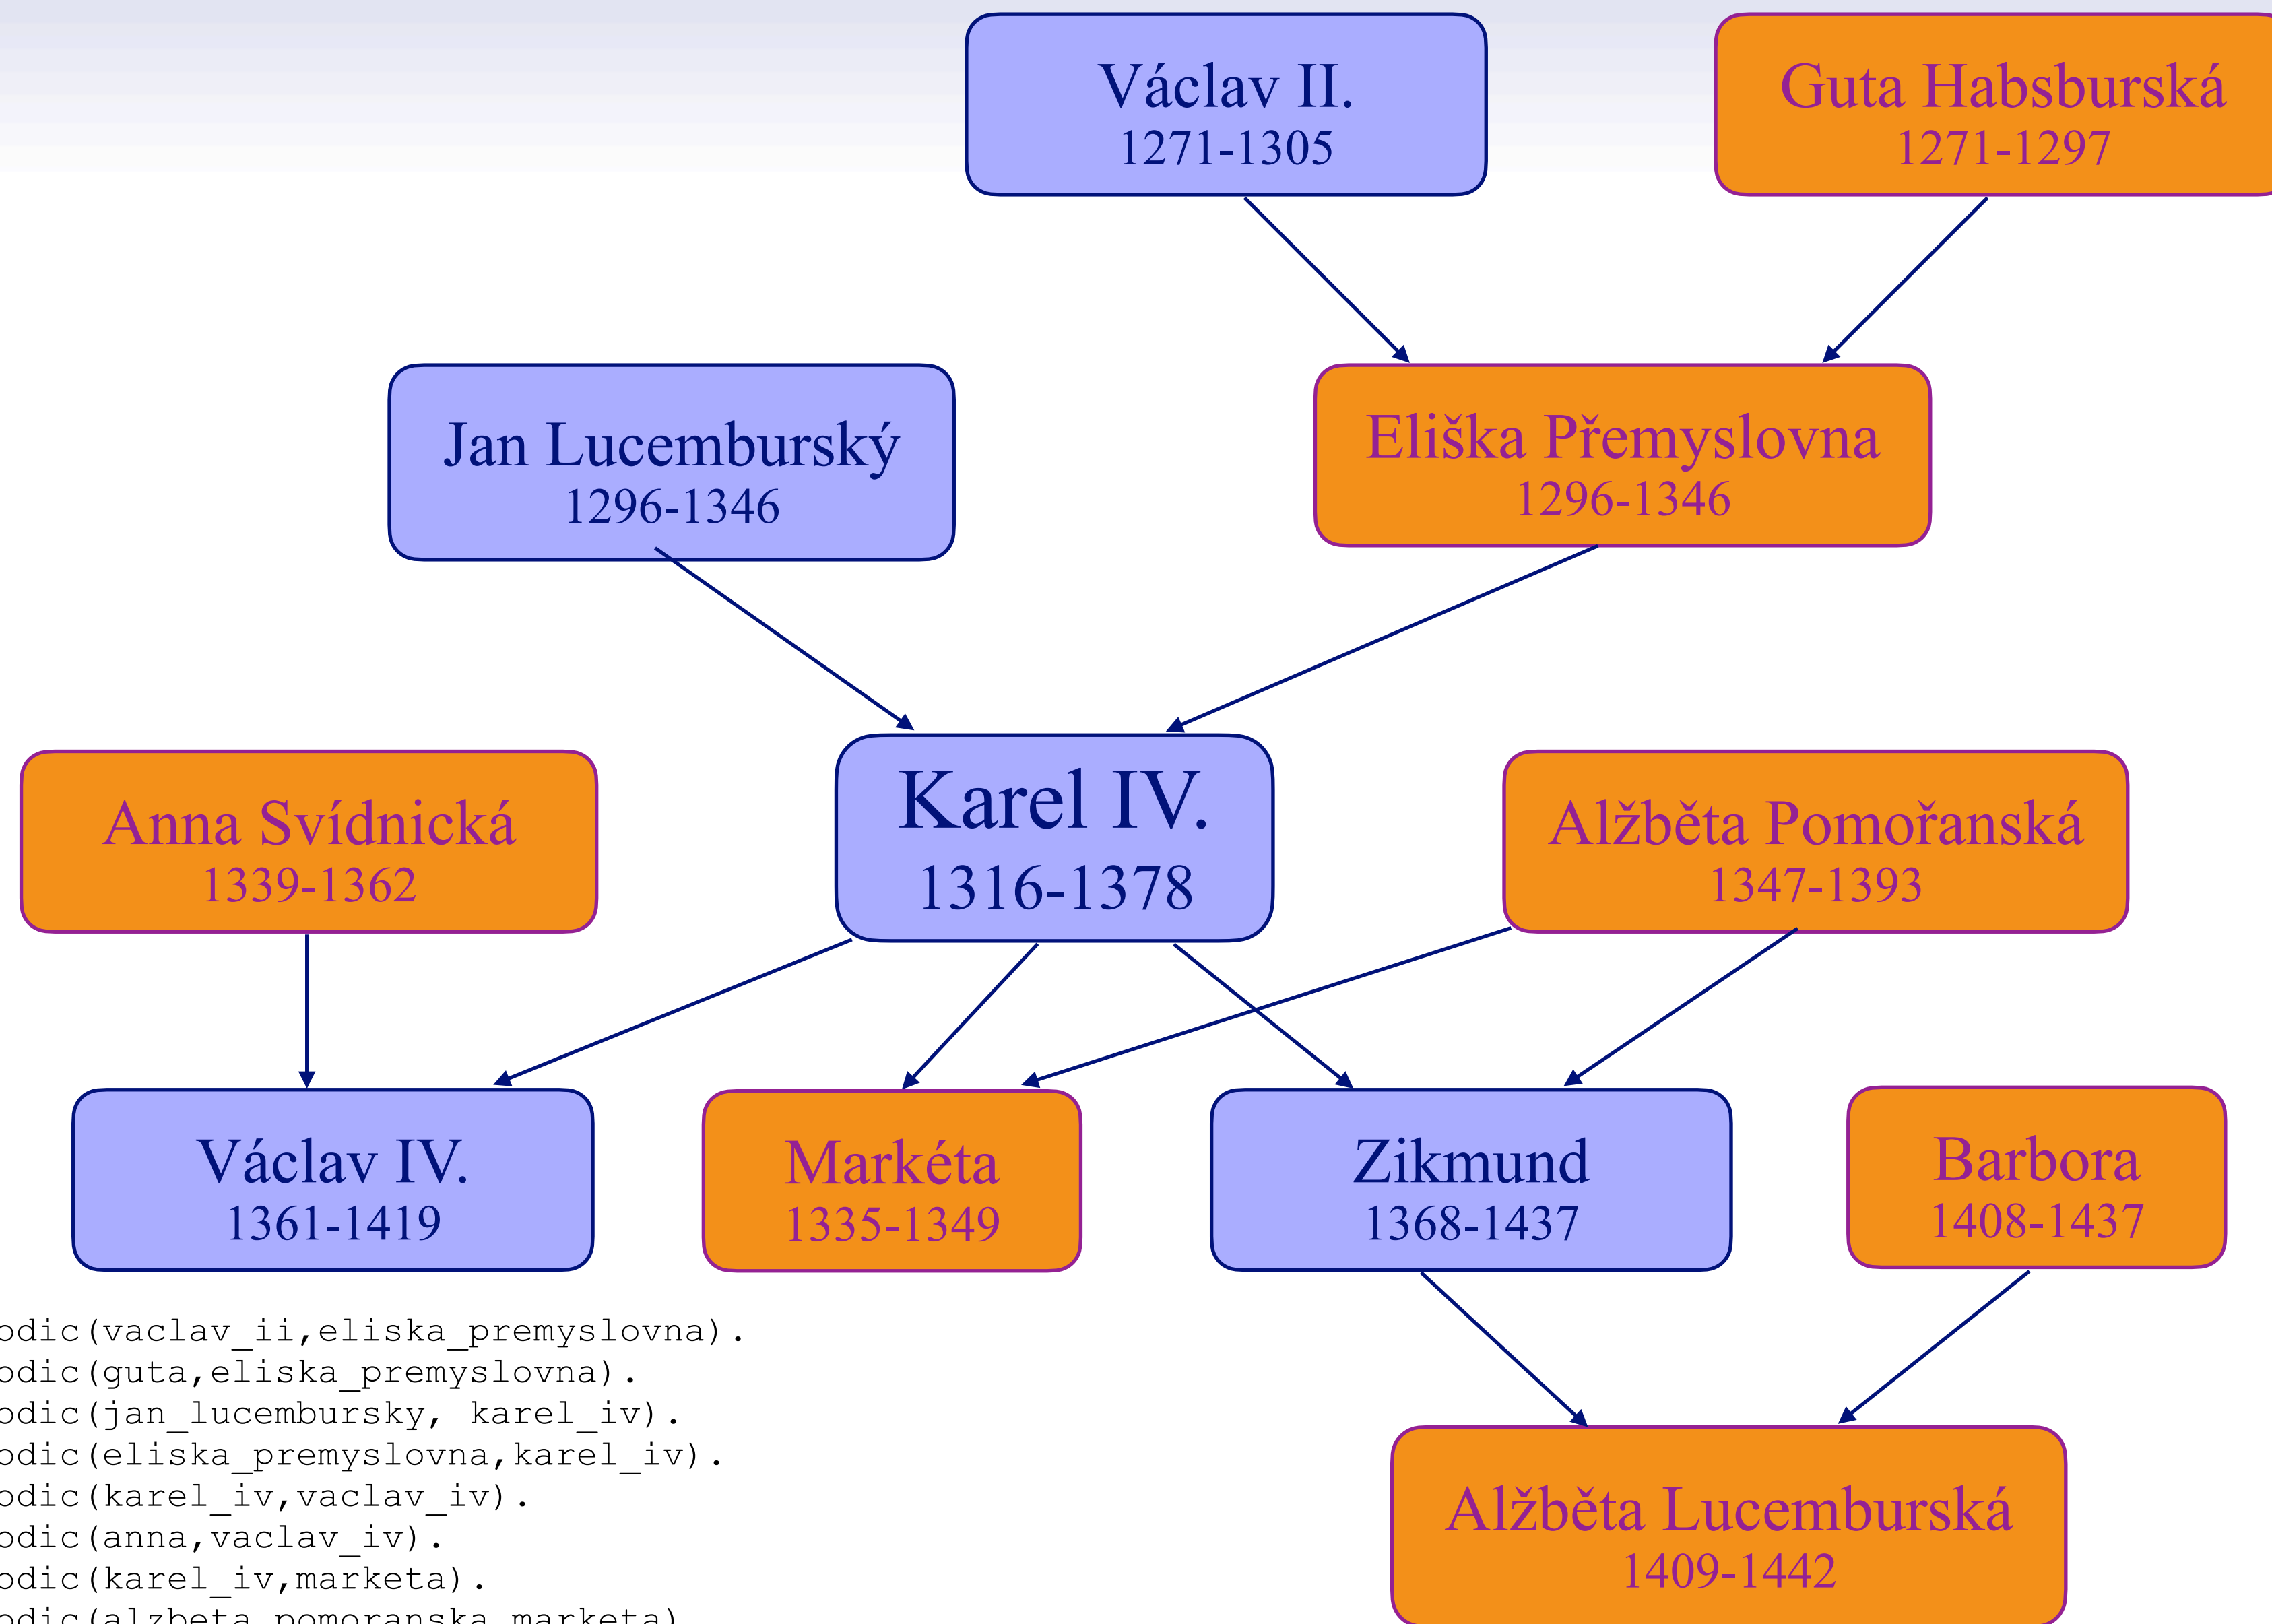 Václav II.
1271-1305
Guta Habsburská
1271-1297
Jan Lucemburský
1296-1346
Eliška Přemyslovna
1296-1346
Anna Svídnická
1339-1362
Karel IV.
1316-1378
Alžběta Pomořanská
1347-1393
Václav IV.
1361-1419
Markéta
1335-1349
Zikmund
1368-1437
Barbora
1408-1437
odic(vaclav_ii,eliska_premyslovna).
odic(guta,eliska_premyslovna).
odic(jan_lucembursky, karel_iv).
odic(eliska_premyslovna,karel_iv).
odic(karel_iv,vaclav_iv).
odic(anna,vaclav_iv).
odic(karel_iv,marketa).
odic(alzbeta_pomoranska,marketa)
Alžběta Lucemburská
1409-1442